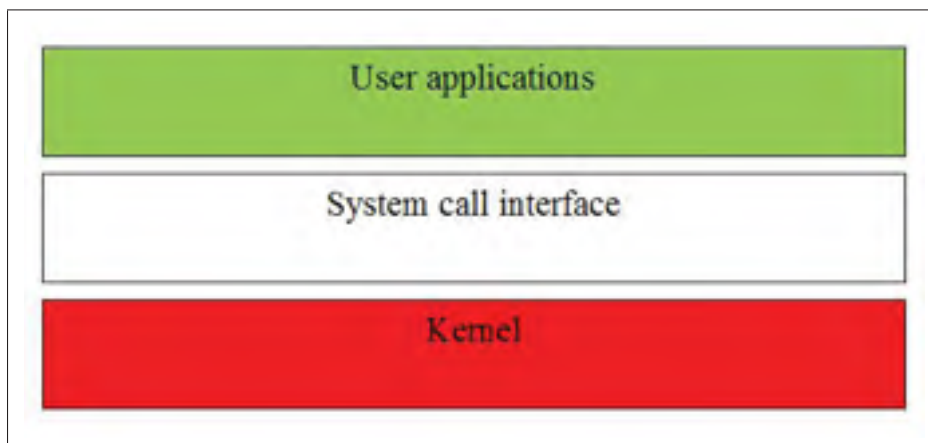 User applications
System call interface
Kernel